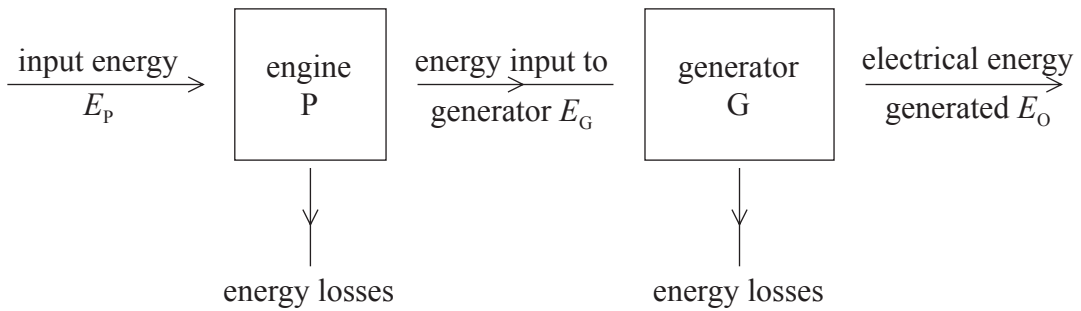 input energy
E_P
engine
P
energy input to
generator E_G
generator
G
electrical energy
generated E_O
energy losses
energy losses